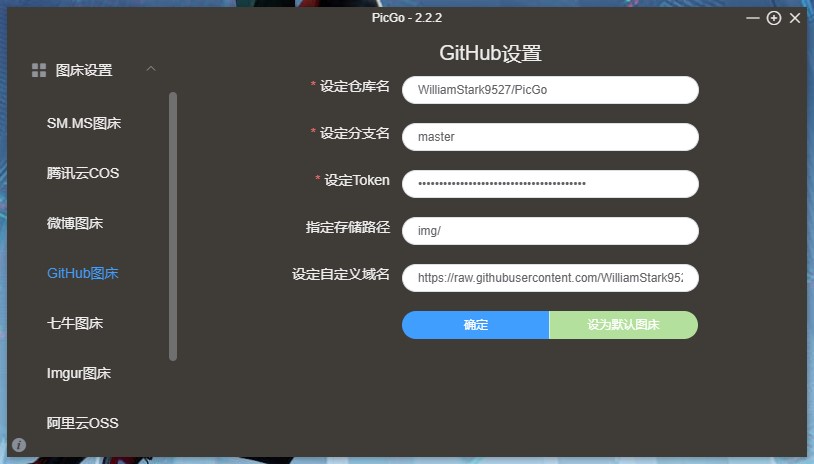 PicGo - 2.2.2
图床设置
SM.MS图床
腾讯云COS
微博图床
GitHub图床
七牛图床
Imgur图床
阿里云OSS
GitHub设置
* 设定仓库名
WilliamStark9527/PicGo
* 设定分支名
master
* 设定Token
••••••••••••••••••••••••••••••••••••••••
指定存储路径
img/
设定自定义域名
https://raw.githubusercontent.com/WilliamStark952
确定
设为默认图床